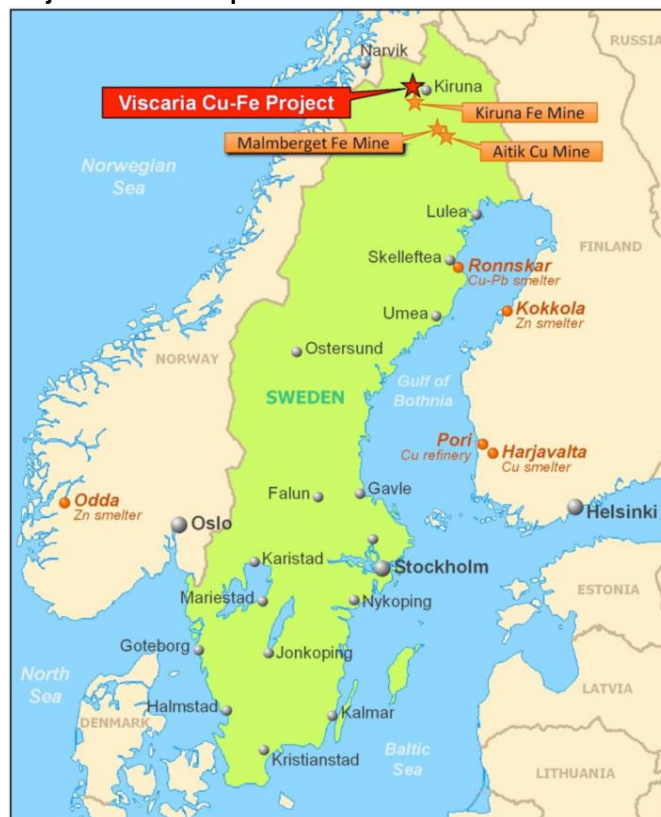 Narvik
RUSSIA
Kiruna
Viscaria Cu-Fe Project
Kiruna Fe Mine
Malmberget Fe Mine
Aitik Cu Mine
Norwegian
Sea
Lulea
FINLAND
Skelleftea
Ronnskar
Cu-Pb smelter
Kokkola
Zn smelter
Umea
Ostersund
NORWAY
SWEDEN
Gulf of
Bothnia
Pori
Cu refinery
Harjavalta
Cu smelter
Odda
Zn smelter
Falun
Gavle
Oslo
Helsinki
Karistad
Stockholm
Mariestad
Nykoping
ESTONIA
Goteborg
Jonkoping
North
Sea
LATVIA
Halmstad
Kalmar
DENMARK
Kristianstad
Baltic
Sea
LITHUANIA